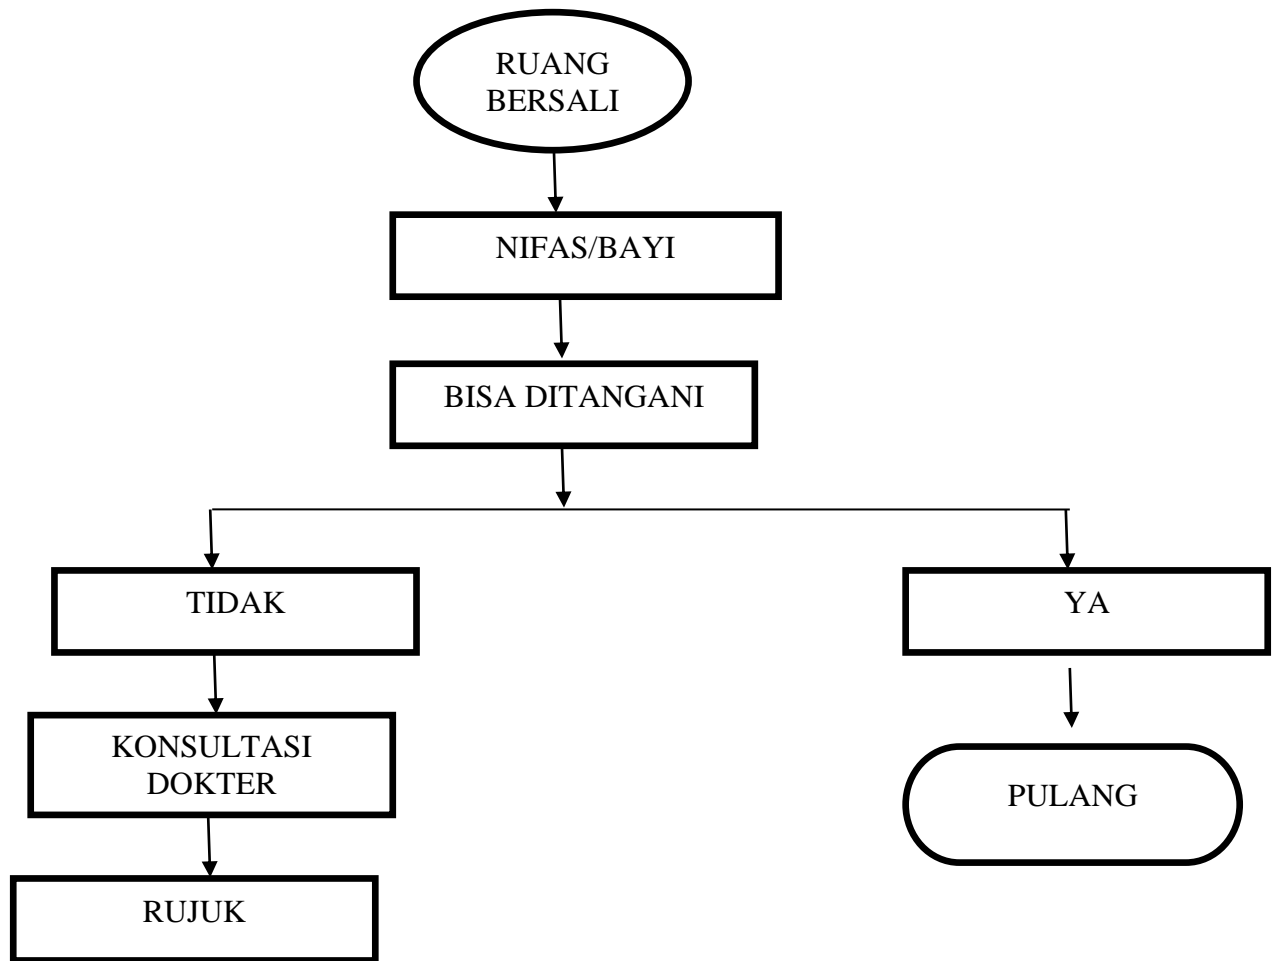 RUANG
BERSALI
NIFAS/BAYI
BISA DITANGANI
TIDAK
YA
KONSULTASI
DOKTER
PULANG
RUJUK